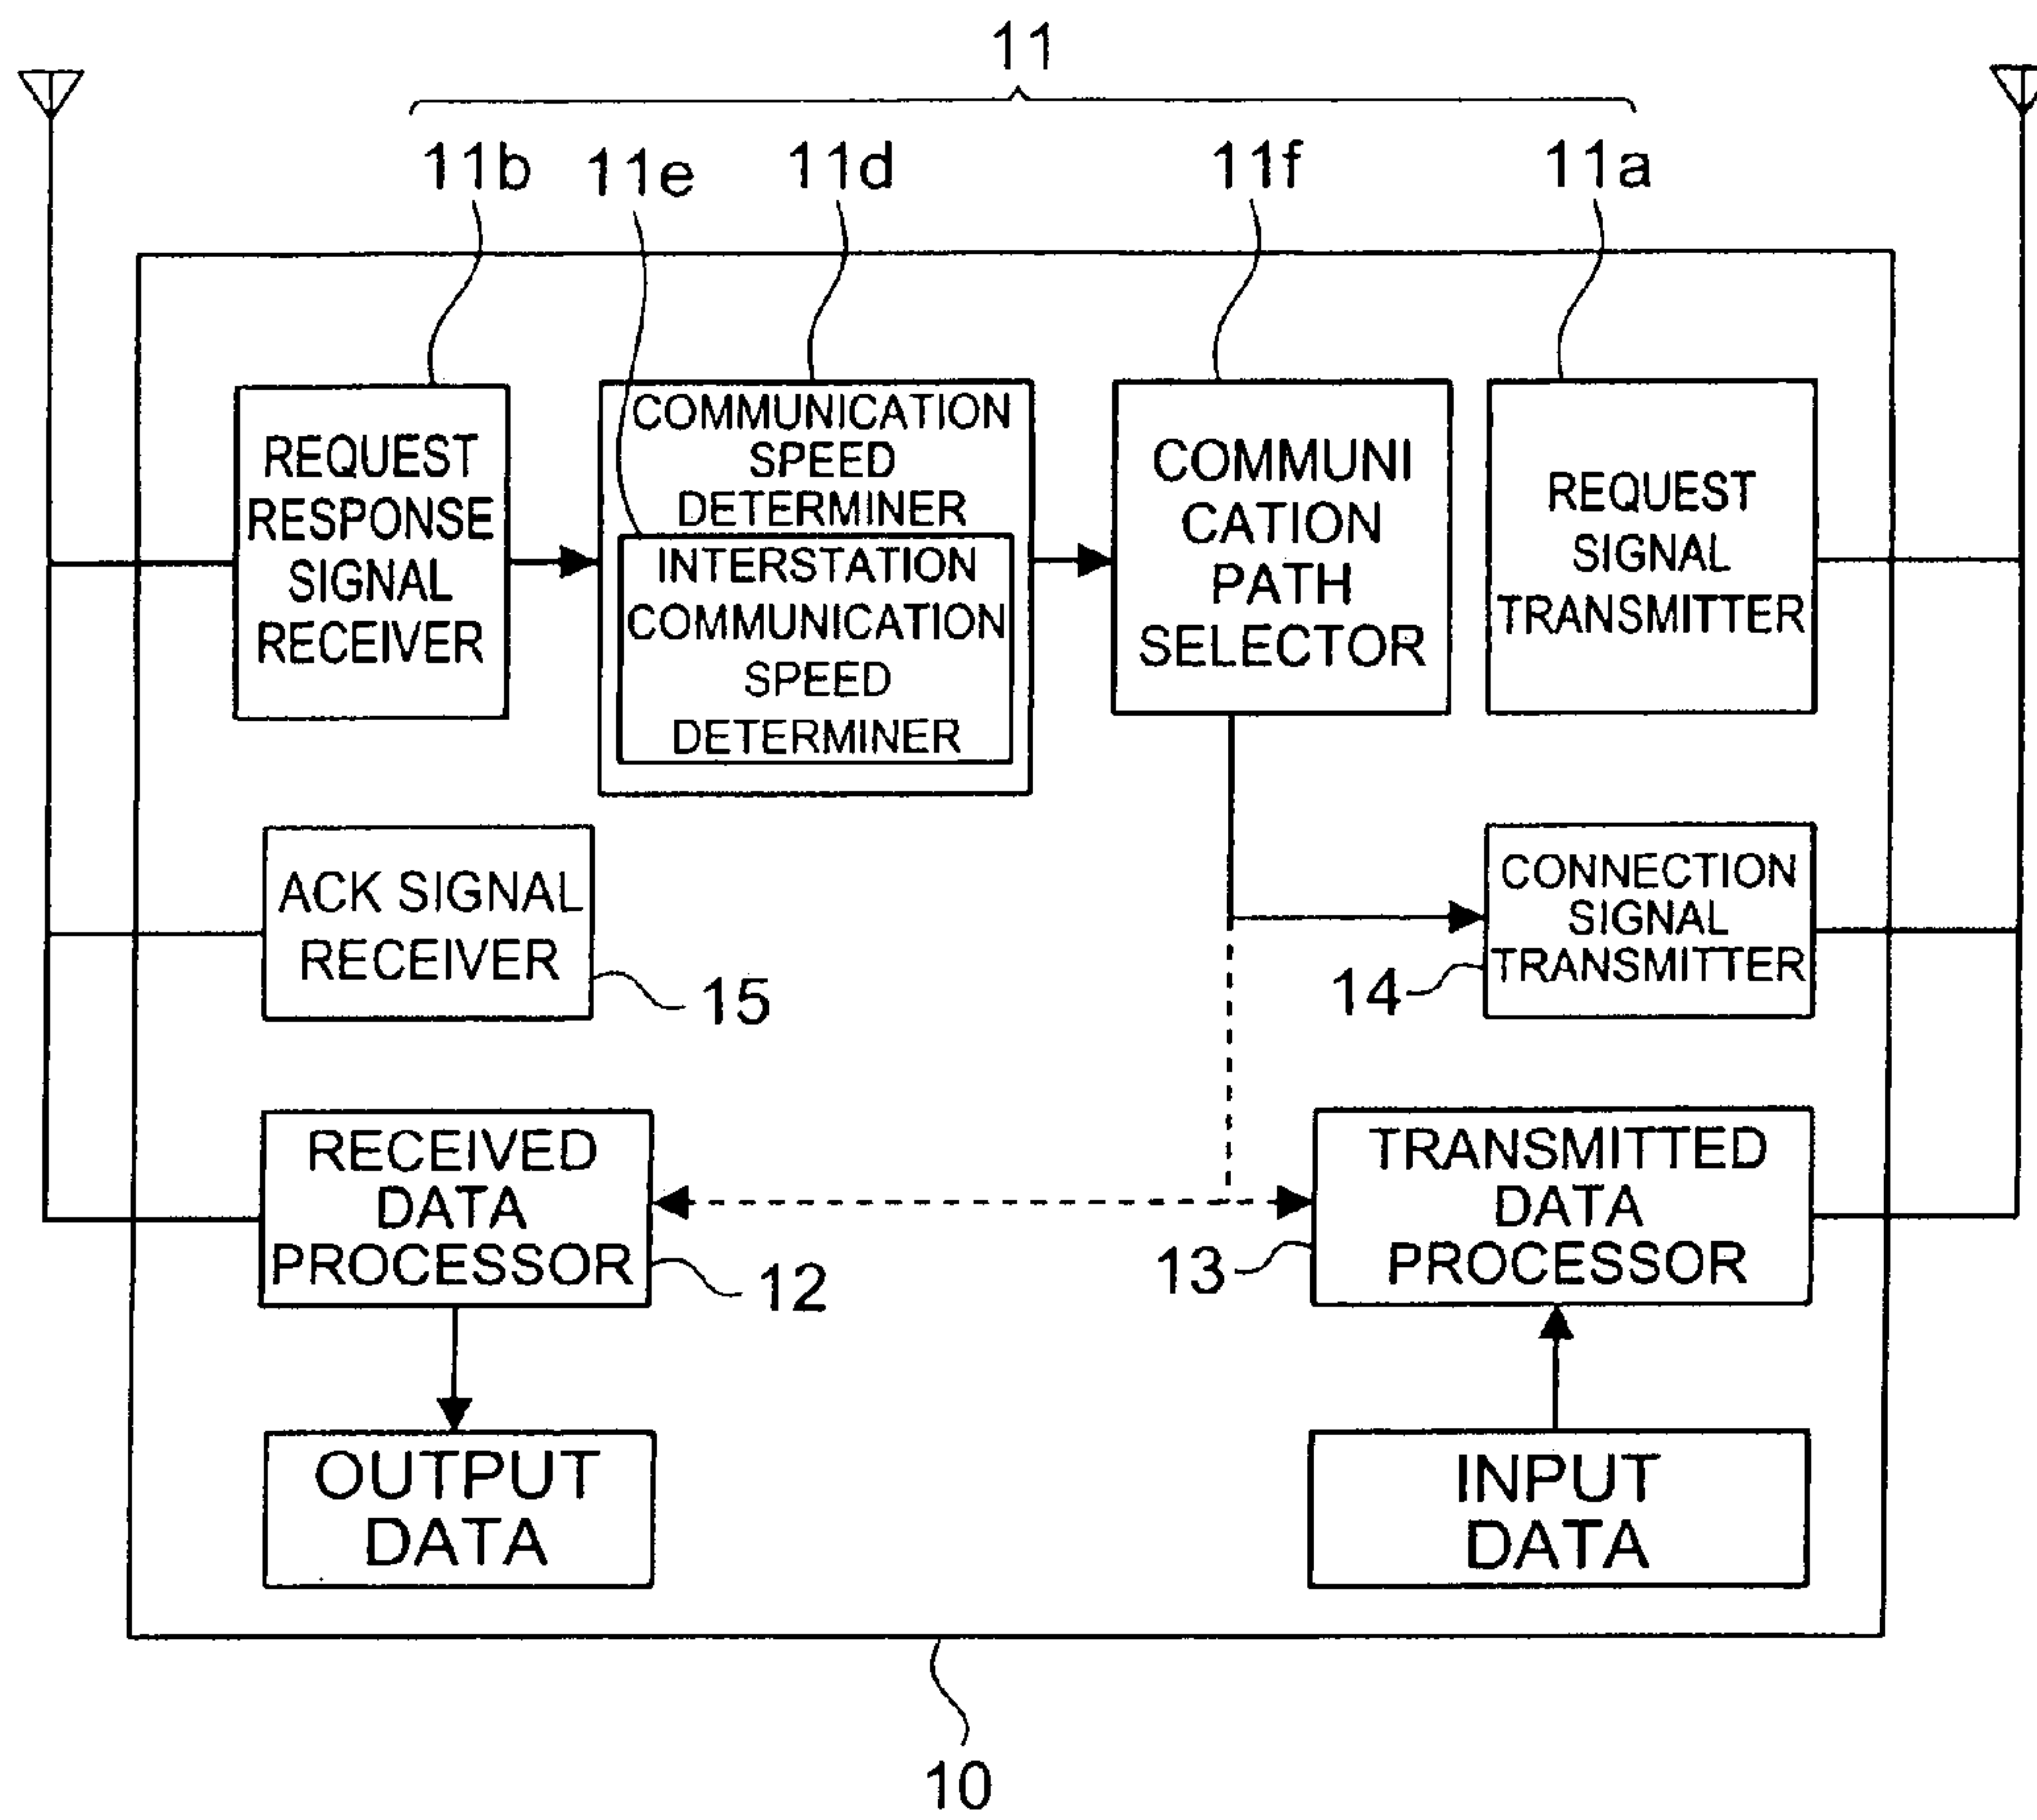 11
11b
11e
11d
11f
11a
REQUEST
RESPONSE
SIGNAL
RECEIVER
COMMUNICATION
SPEED
DETERMINER
INTERSTATION
COMMUNICATION
SPEED
DETERMINER
COMMUNI
CATION
PATH
SELECTOR
REQUEST
SIGNAL
TRANSMITTER
ACK SIGNAL
RECEIVER
15
CONNECTION
SIGNAL
TRANSMITTER
14
RECEIVED
DATA
PROCESSOR
12
TRANSMITTED
DATA
PROCESSOR
13
OUTPUT
DATA
INPUT
DATA
10